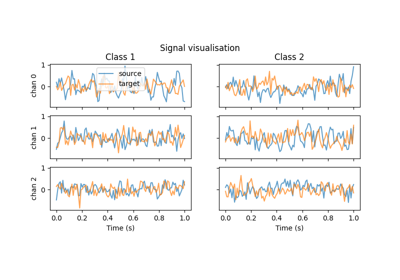 Signal visualisation
Class 1 Class 2
chan 0 1 0
source
target
chan 1 1 0
chan 2 1 0
0.0 0.2 0.4 0.6 0.8 1.0 0.0 0.2 0.4 0.6 0.8 1.0
Time (s) Time (s)